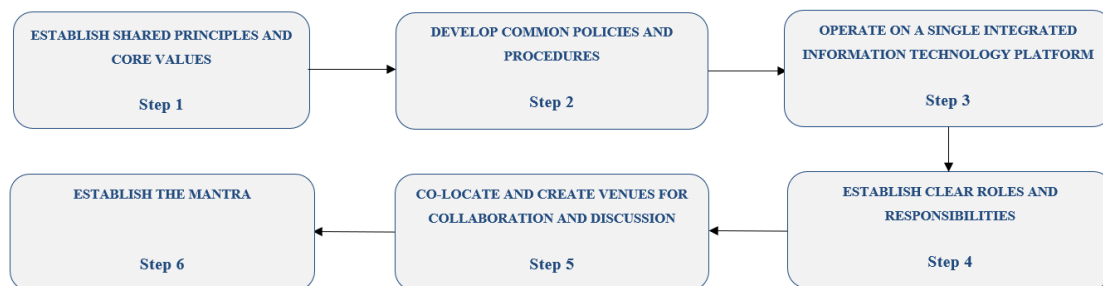 ESTABLISH SHARED PRINCIPLES AND
CORE VALUES
Step 1
DEVELOP COMMON POLICIES AND
PROCEDURES
Step 2
OPERATE ON A SINGLE INTEGRATED
INFORMATION TECHNOLOGY PLATFORM
Step 3
ESTABLISH CLEAR ROLES AND
RESPONSIBILITIES
Step 4
CO-LOCATE AND CREATE VENUES FOR
COLLABORATION AND DISCUSSION
Step 5
ESTABLISH THE MANTRA
Step 6